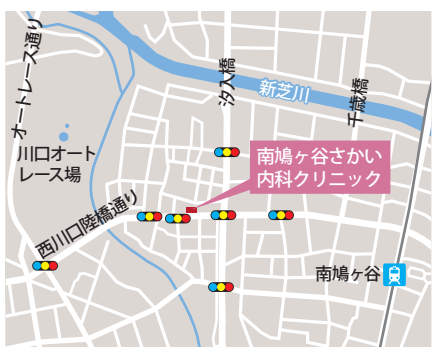 オートレース通り
汐入橋
新芝川
千歳橋
川口オート
レース場
南鳩ヶ谷さかい
内科クリニック
西川口陸橋通り
南鳩ヶ谷